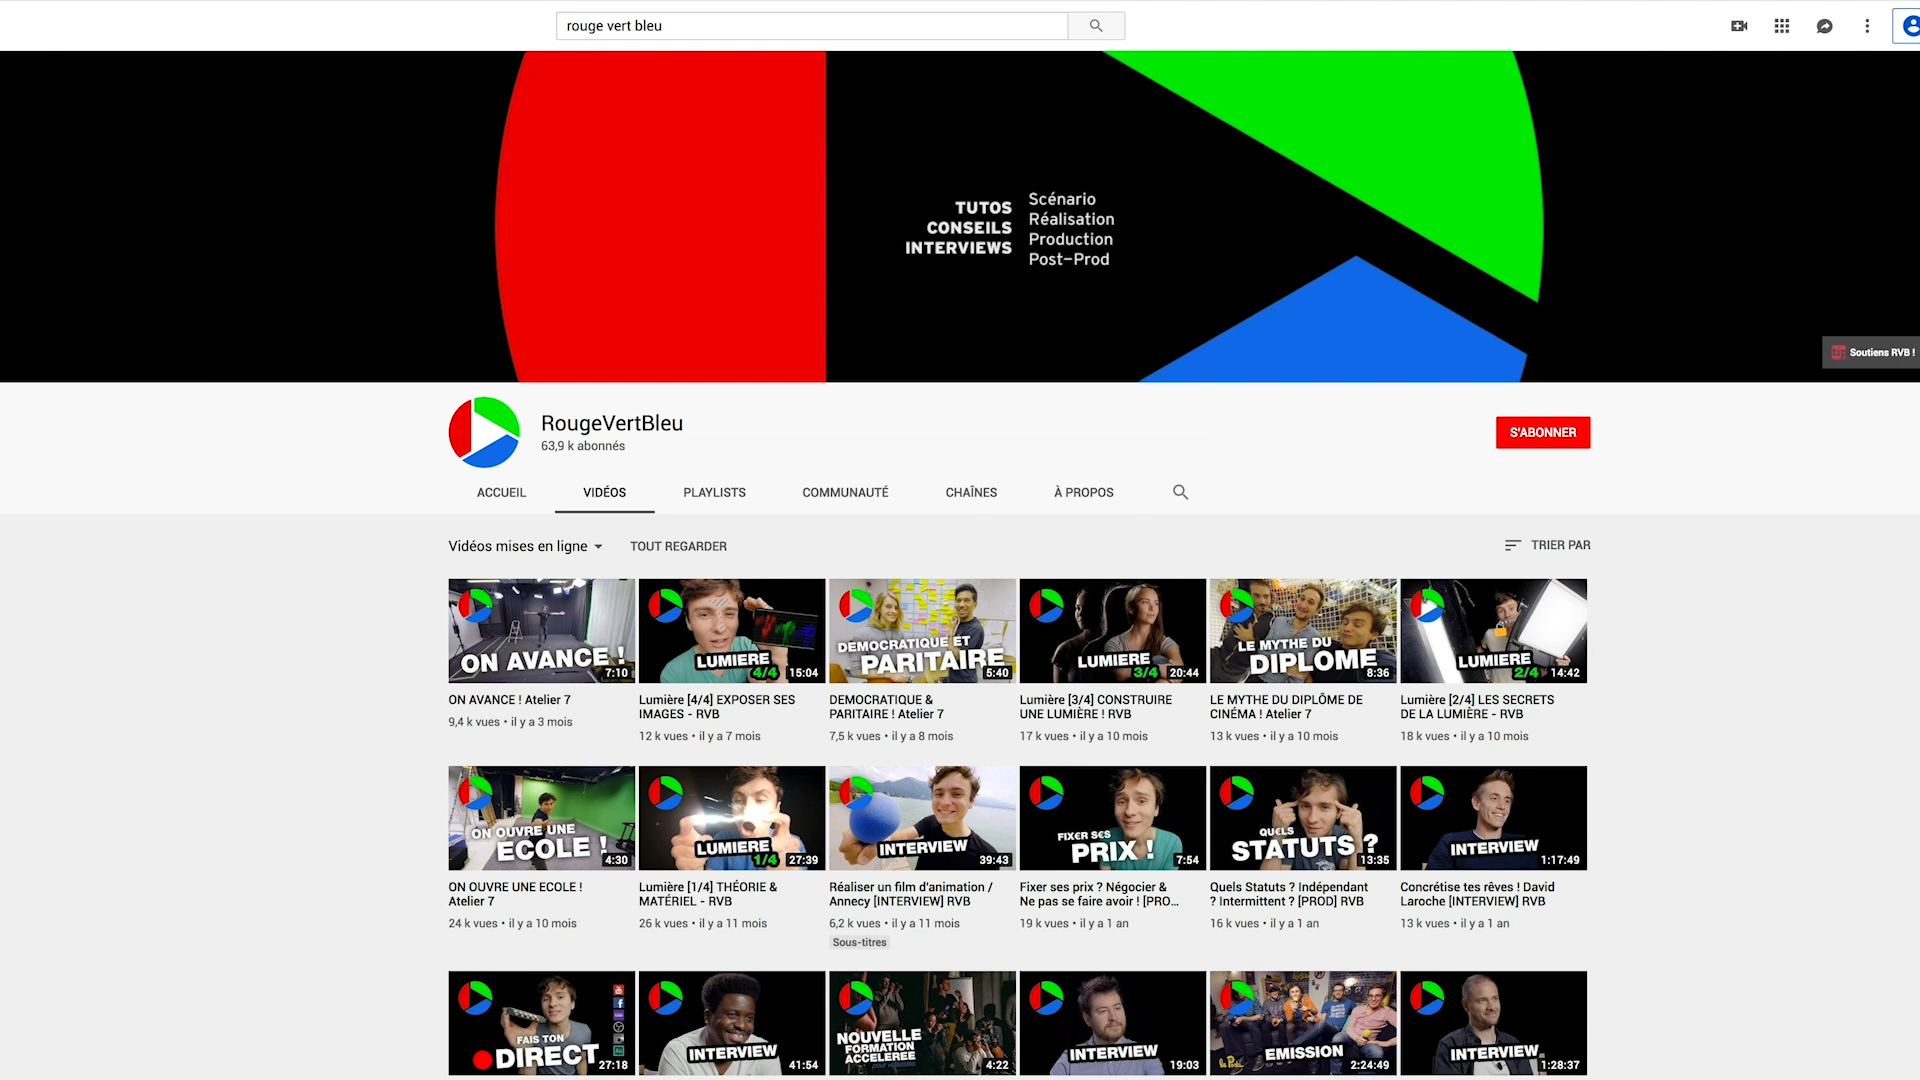 rouge vert bleu
TUTOS
CONSEILS
INTERVIEWS
Scénario
Réalisation
Production
Post-Prod
Soutiens RVB !
RougeVertBleu
63,9 k abonnés
S'ABONNER
ACCUEIL
VIDÉOS
PLAYLISTS
COMMUNAUTÉ
CHAÎNES
À PROPOS
Vidéos mises en ligne
TOUT REGARDER
TRIER PAR
ON AVANCE !
7:10
ON AVANCE ! Atelier 7
9,4 k vues • il y a 3 mois
LUMIERE
4/4
15:04
Lumière [4/4] EXPOSER SES
IMAGES - RVB
12 k vues • il y a 7 mois
DEMOCRATIQUE ET
PARITAIRE
5:40
DEMOCRATIQUE &
PARITAIRE ! Atelier 7
7,5 k vues • il y a 8 mois
LUMIERE
3/4
20:44
Lumière [3/4] CONSTRUIRE
UNE LUMIÈRE ! RVB
17 k vues • il y a 10 mois
LE MYTHE DU
DIPLOME
8:36
LE MYTHE DU DIPLÔME DE
CINÉMA ! Atelier 7
13 k vues • il y a 10 mois
LUMIERE
2/4
14:42
Lumière [2/4] LES SECRETS
DE LA LUMIÈRE - RVB
18 k vues • il y a 10 mois
ON OUVRE UNE
ECOLE !
4:30
ON OUVRE UNE ECOLE !
Atelier 7
24 k vues • il y a 10 mois
LUMIERE
1/4
27:39
Lumière [1/4] THÉORIE &
MATÉRIEL - RVB
26 k vues • il y a 11 mois
INTERVIEW
39:43
Réaliser un film d'animation /
Annecy [INTERVIEW] RVB
6,2 k vues • il y a 11 mois
Sous-titres
FIX€R S€S
PRIX !
7:54
Fixer ses prix ? Négocier &
Ne pas se faire avoir ! [PRO...
19 k vues • il y a 1 an
QU€LS
STATUTS ?
13:35
Quels Statuts ? Indépendant
? Intermittent ? [PROD] RVB
16 k vues • il y a 1 an
INTERVIEW
1:17:49
Concrétise tes rêves ! David
Laroche [INTERVIEW] RVB
13 k vues • il y a 1 an
FAIS TON
DIRECT
27:18
INTERVIEW
41:54
NOUVELLE
FORMATION
ACCELEREE
pour vidéastes
4:22
INTERVIEW
19:03
EMISSION
2:24:49
INTERVIEW
1:28:37